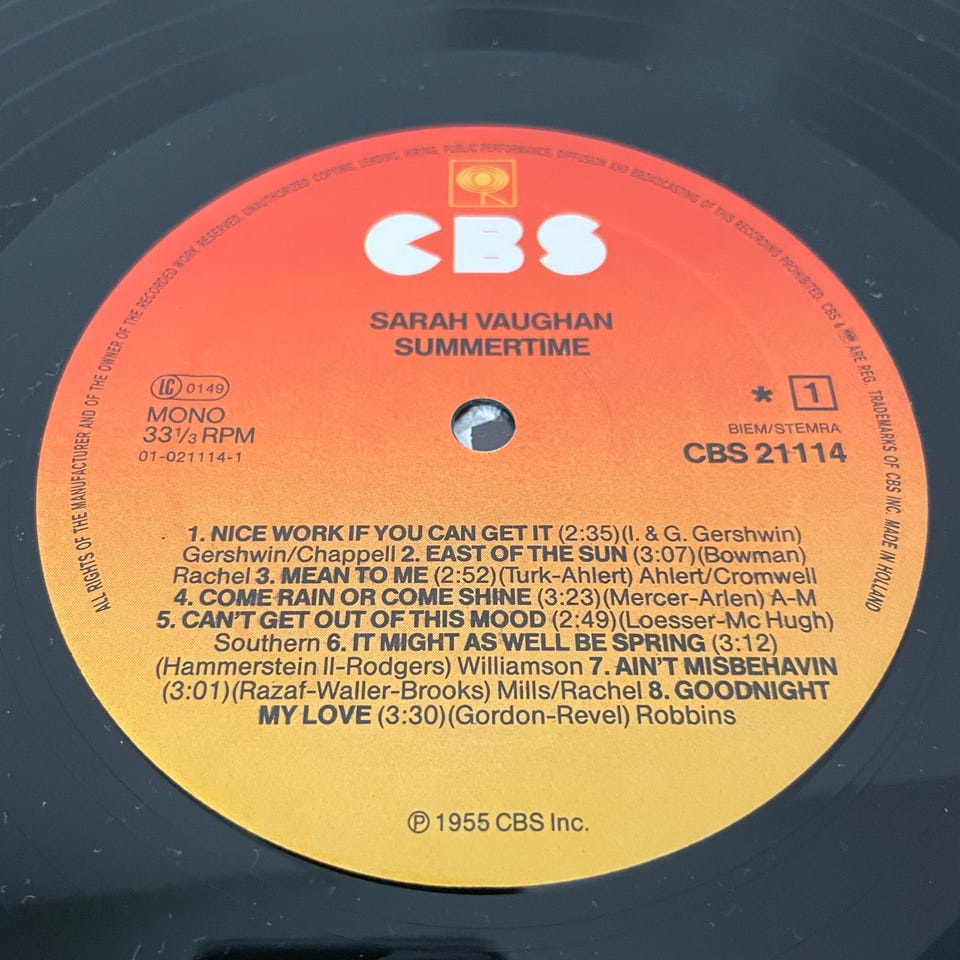 ALL RIGHTS OF THE MANUFACTURER AND OF THE OWNER OF THE RECORDED WORK RESERVED. UNAUTHORIZED COPYING, LENDING, HIRING, PUBLIC PERFORMANCE, DIFFUSION AND BROADCASTING OF THIS RECORDING PROHIBITED. CBS & ARE REG. TRADEMARKS OF CBS INC. MADE IN HOLLAND
CBS
SARAH VAUGHAN
SUMMERTIME
LC 0149
MONO
33 1/3 RPM
01-021114-1
* 1
BIEM/STEMRA
CBS 21114
1. NICE WORK IF YOU CAN GET IT (2:35)(I. & G. Gershwin)
Gershwin/Chappell 2. EAST OF THE SUN (3:07)(Bowman)
Rachel 3. MEAN TO ME (2:52)(Turk-Ahlert) Ahlert/Cromwell
4. COME RAIN OR COME SHINE (3:23)(Mercer-Arlen) A-M
5. CAN'T GET OUT OF THIS MOOD (2:49)(Loesser-Mc Hugh)
Southern 6. IT MIGHT AS WELL BE SPRING (3:12)
(Hammerstein II-Rodgers) Williamson 7. AIN'T MISBEHAVIN
(3:01)(Razaf-Waller-Brooks) Mills/Rachel 8. GOODNIGHT
MY LOVE (3:30)(Gordon-Revel) Robbins
℗ 1955 CBS Inc.